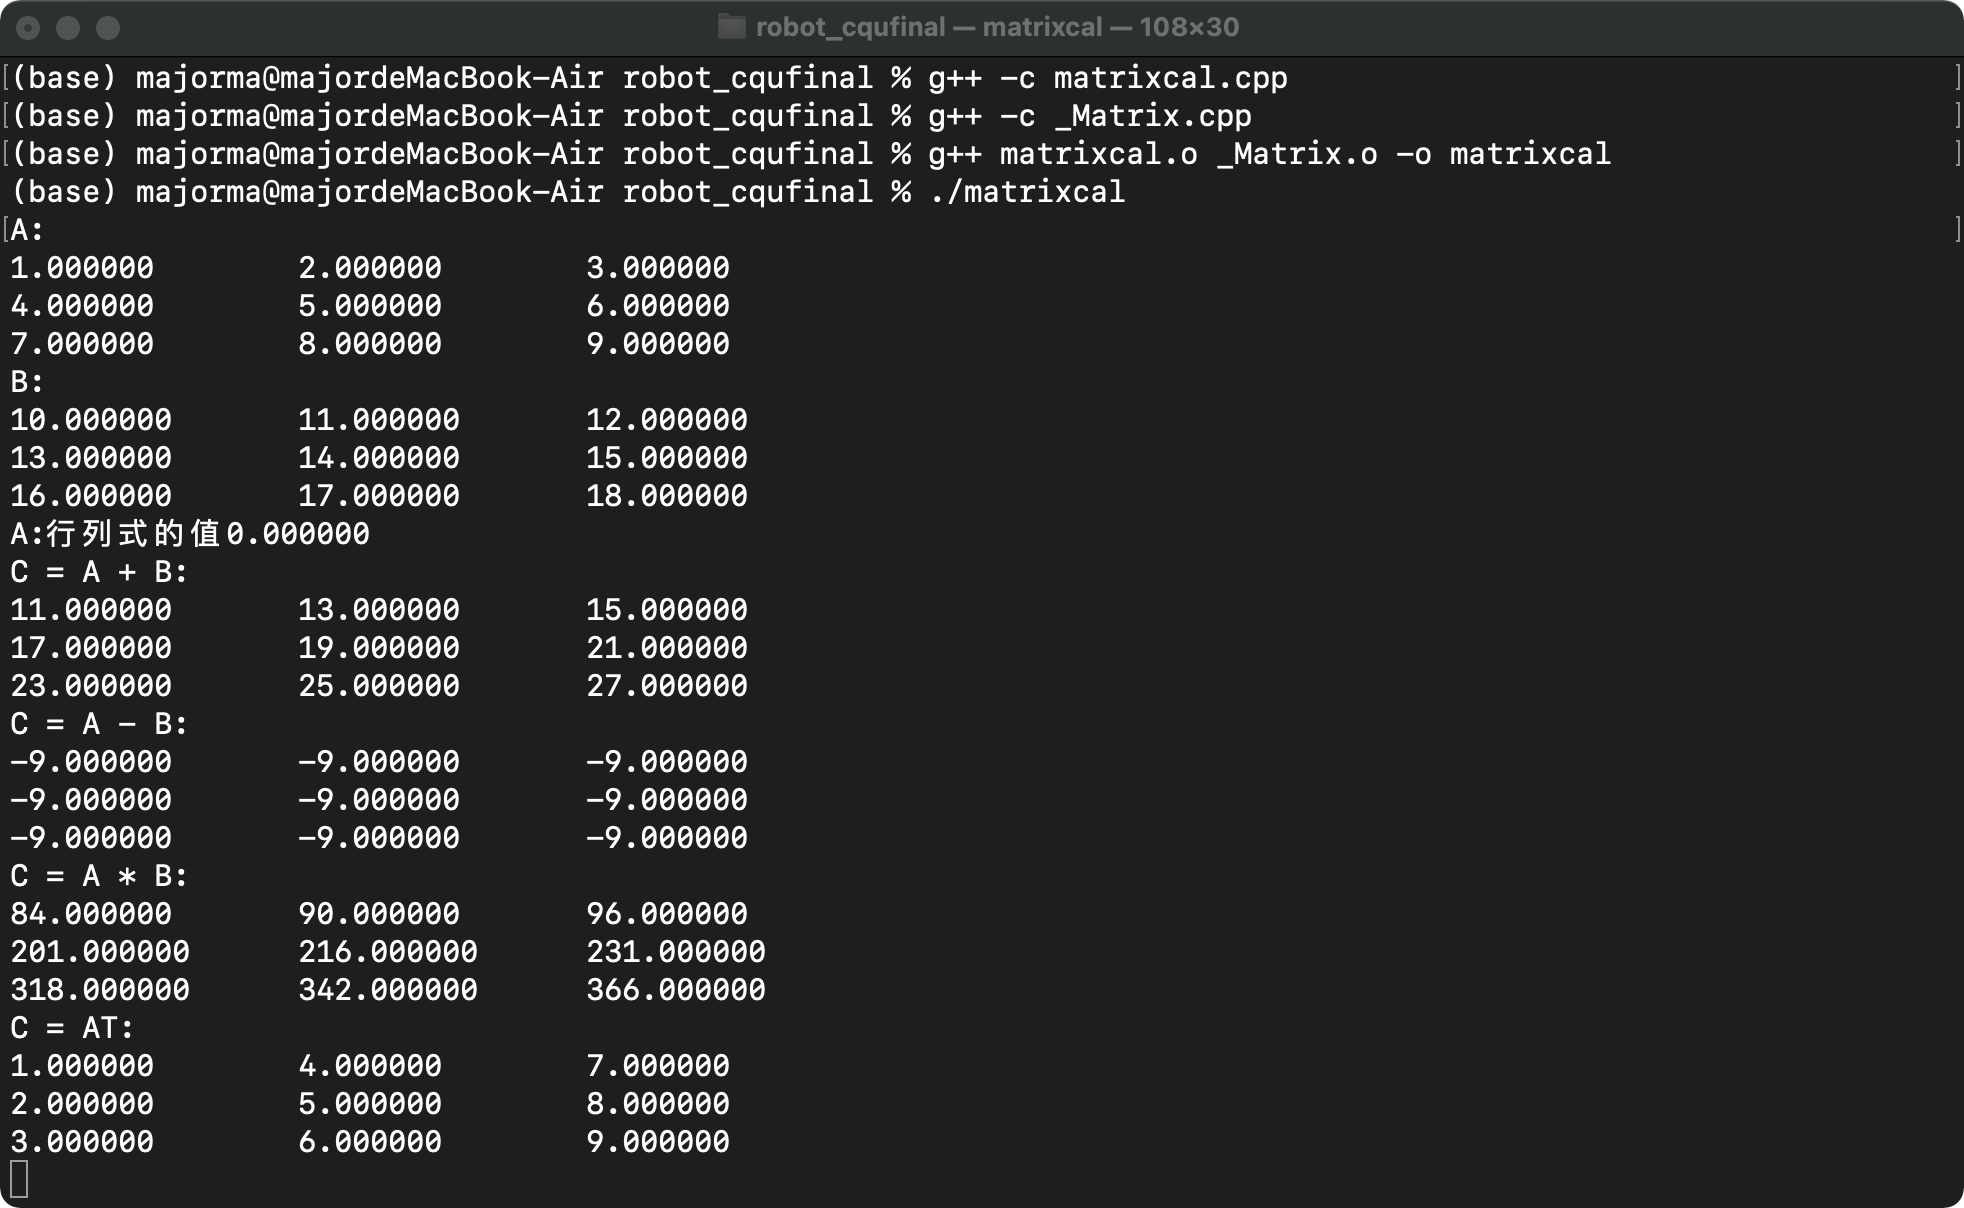 robot_cqufinal — matrixcal — 108×30
[(base) majorma@majordeMacBook-Air robot_cqufinal % g++ -c matrixcal.cpp ]
[(base) majorma@majordeMacBook-Air robot_cqufinal % g++ -c _Matrix.cpp ]
[(base) majorma@majordeMacBook-Air robot_cqufinal % g++ matrixcal.o _Matrix.o -o matrixcal ]
(base) majorma@majordeMacBook-Air robot_cqufinal % ./matrixcal
[A: ]
1.000000 2.000000 3.000000
4.000000 5.000000 6.000000
7.000000 8.000000 9.000000
B:
10.000000 11.000000 12.000000
13.000000 14.000000 15.000000
16.000000 17.000000 18.000000
A:行列式的值0.000000
C = A + B:
11.000000 13.000000 15.000000
17.000000 19.000000 21.000000
23.000000 25.000000 27.000000
C = A - B:
-9.000000 -9.000000 -9.000000
-9.000000 -9.000000 -9.000000
-9.000000 -9.000000 -9.000000
C = A * B:
84.000000 90.000000 96.000000
201.000000 216.000000 231.000000
318.000000 342.000000 366.000000
C = AT:
1.000000 4.000000 7.000000
2.000000 5.000000 8.000000
3.000000 6.000000 9.000000